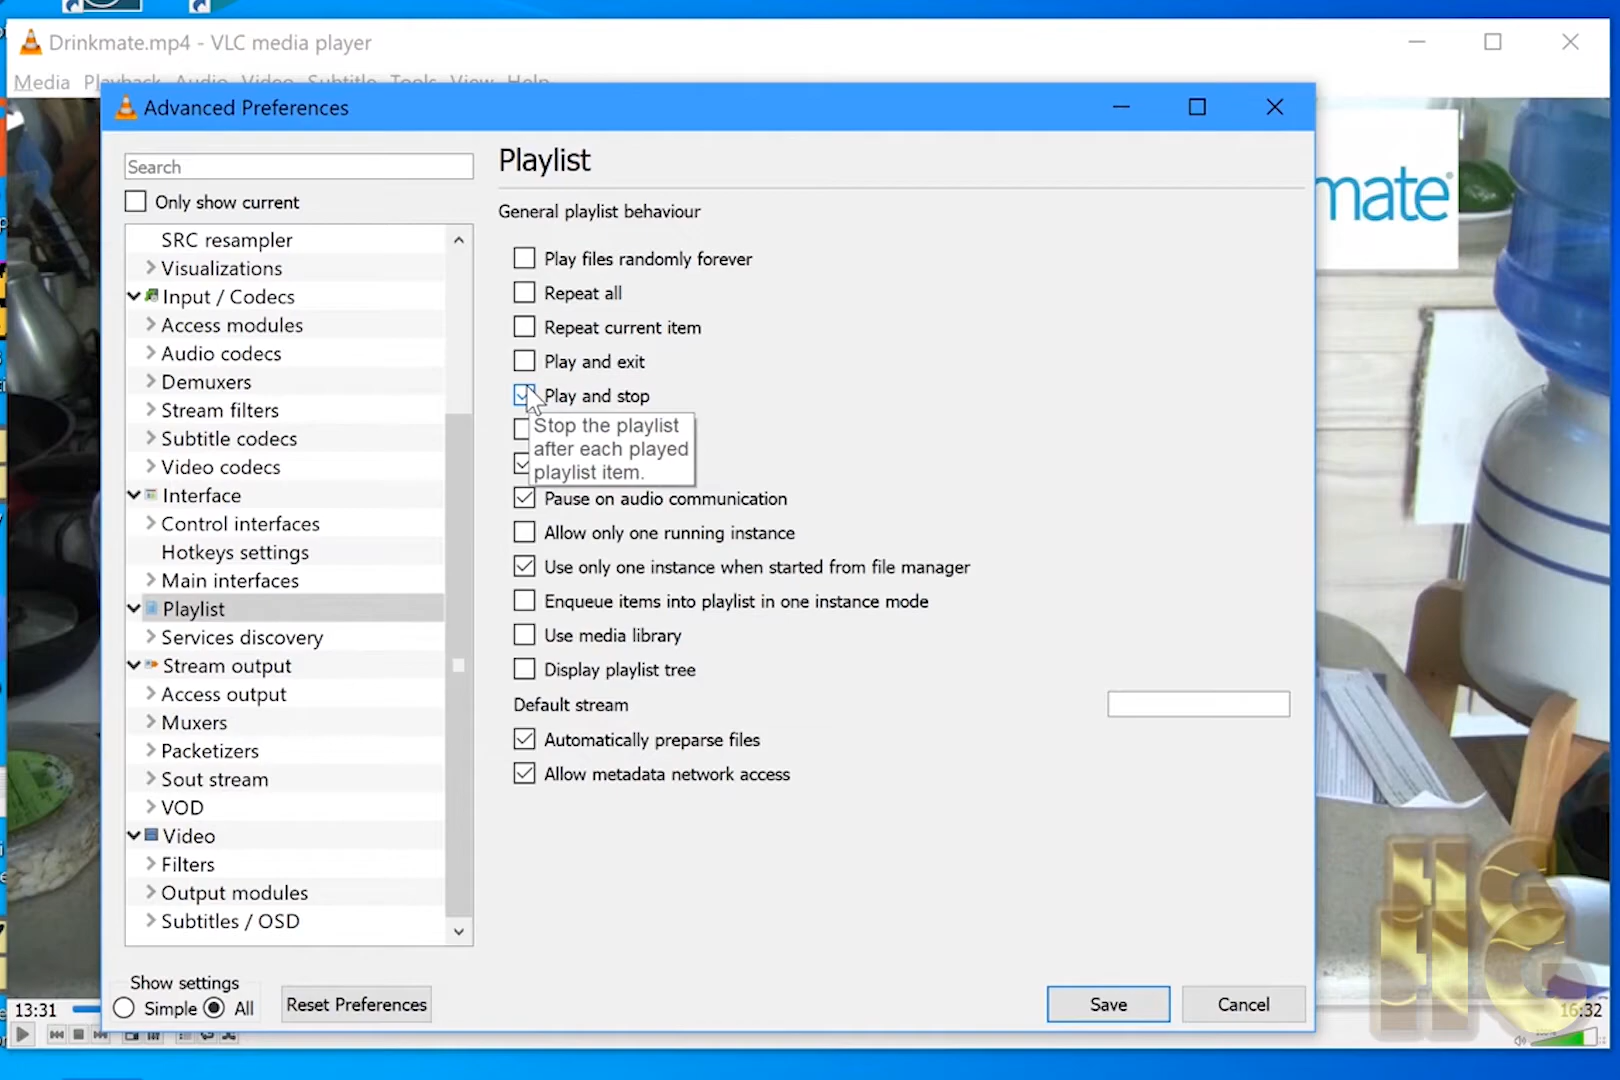 Drinkmate.mp4 - VLC media player
Media Playback Audio Video Subtitle Tools View Help
Advanced Preferences
Search
Only show current
SRC resampler
Visualizations
Input / Codecs
Access modules
Audio codecs
Demuxers
Stream filters
Subtitle codecs
Video codecs
Interface
Control interfaces
Hotkeys settings
Main interfaces
Playlist
Services discovery
Stream output
Access output
Muxers
Packetizers
Sout stream
VOD
Video
Filters
Output modules
Subtitles / OSD
Show settings
Simple All
Reset Preferences
Playlist
General playlist behaviour
Play files randomly forever
Repeat all
Repeat current item
Play and exit
Play and stop
Stop the playlist
after each played
playlist item.
Pause on audio communication
Allow only one running instance
Use only one instance when started from file manager
Enqueue items into playlist in one instance mode
Use media library
Display playlist tree
Default stream
Automatically preparse files
Allow metadata network access
Save
Cancel
mate
13:31
16:32